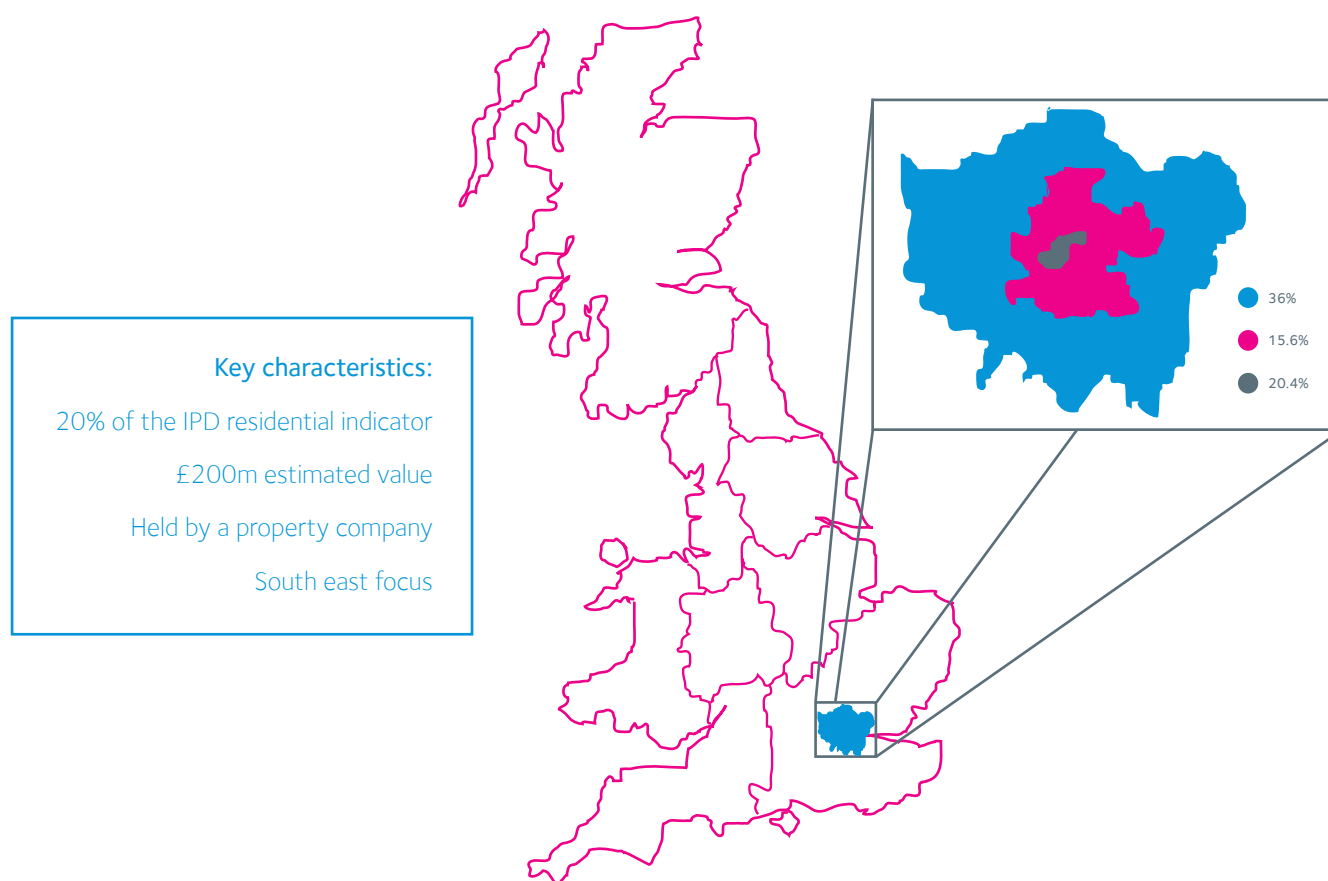 Key characteristics:
20% of the IPD residential indicator
£200m estimated value
Held by a property company
South east focus
36%
15.6%
20.4%